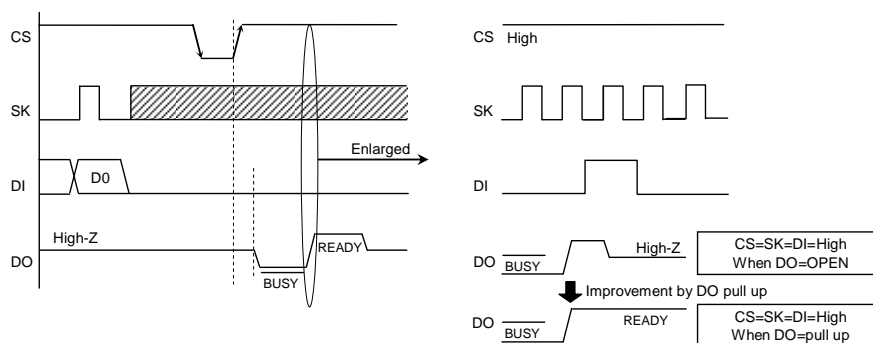 CS
SK
DI
D0
High-Z
DO
BUSY
READY
Enlarged
CS
High
SK
DI
DO
BUSY
High-Z
CS=SK=DI=High
When DO=OPEN
Improvement by DO pull up
DO
BUSY
READY
CS=SK=DI=High
When DO=pull up